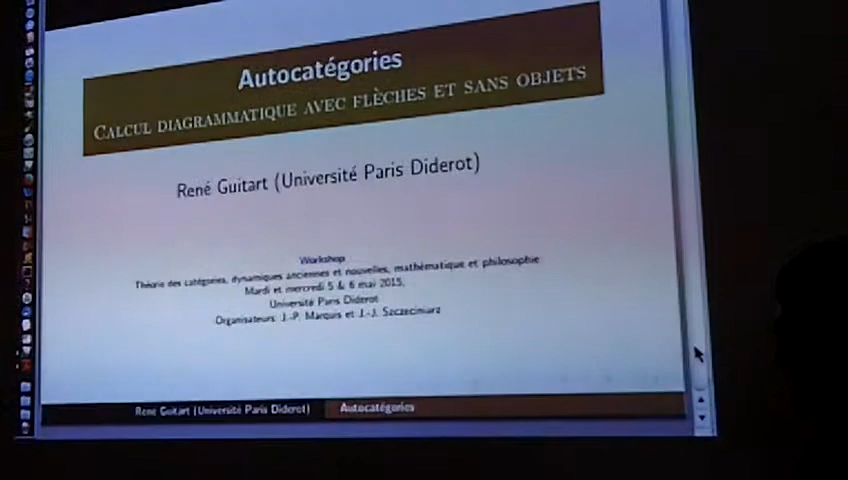 Autocatégories
CALCUL DIAGRAMMATIQUE AVEC FLÈCHES ET SANS OBJETS
René Guitart (Université Paris Diderot)
Workshop
Théorie des catégories, dynamiques anciennes et nouvelles, mathématique et philosophie
Mardi et mercredi 5 & 6 mai 2015,
Université Paris Diderot
Organisateurs: J.-P. Marquis et J.-J. Szczeciniarz
René Guitart (Université Paris Diderot)
Autocatégories